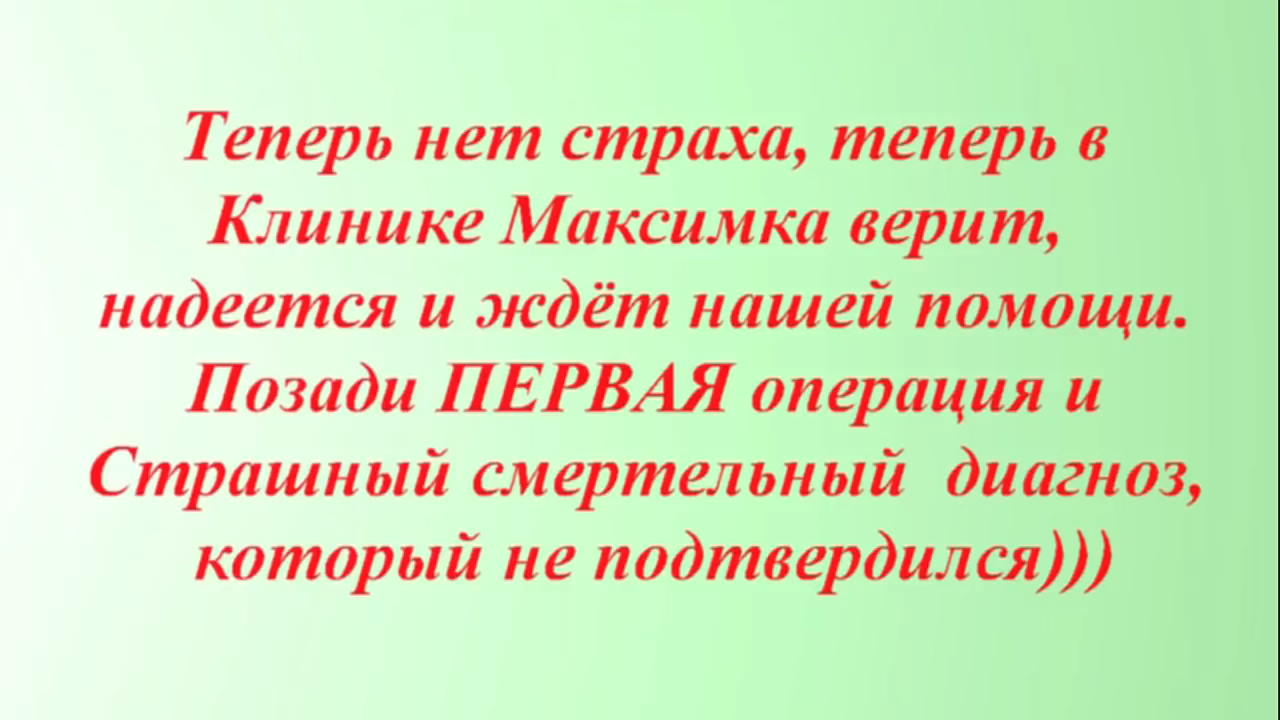 Теперь нет страха, теперь в
Клинике Максимка верит,
надеется и ждёт нашей помощи.
Позади ПЕРВАЯ операция и
Страшный смертельный  диагноз,
который не подтвердился)))